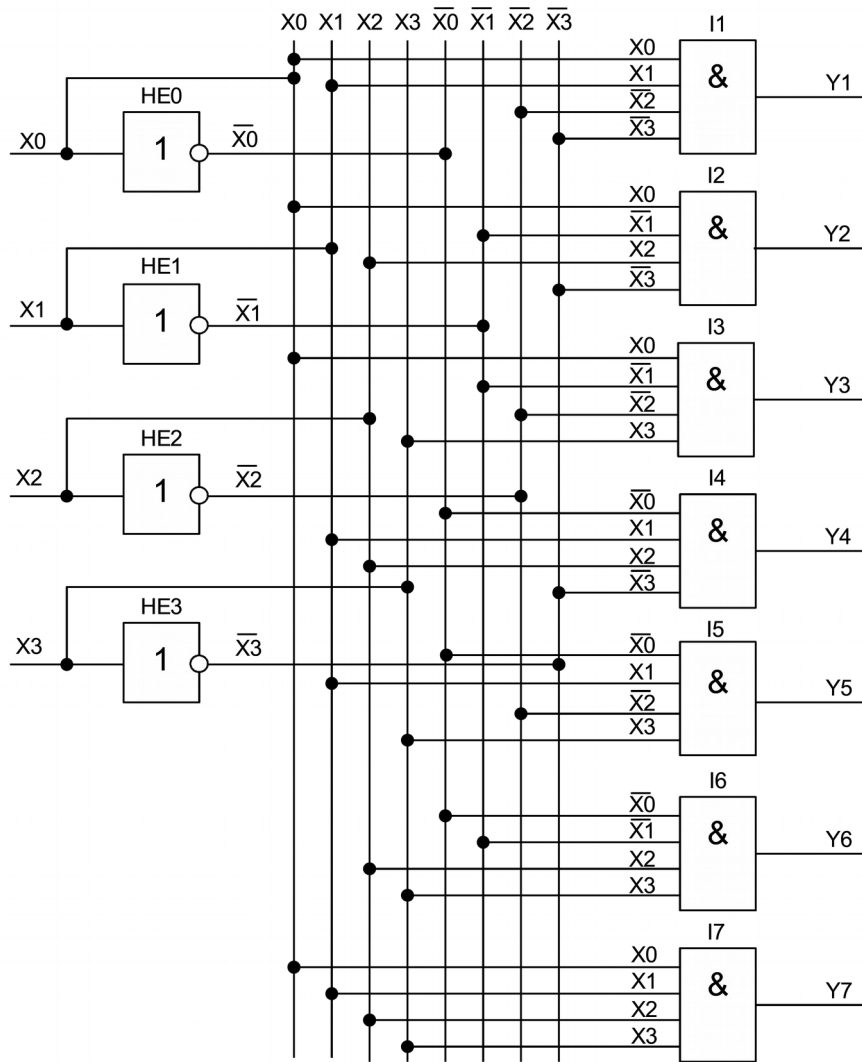 X0 X1 X2 X3 X̅0̅ X̅1̅ X̅2̅ X̅3̅
HE0
X0
1
X̅0̅
HE1
X1
1
X̅1̅
HE2
X2
1
X̅2̅
HE3
X3
1
X̅3̅
I1
X0
X1
X̅2̅
X̅3̅
&
Y1
I2
X0
X̅1̅
X2
X̅3̅
&
Y2
I3
X0
X̅1̅
X̅2̅
X3
&
Y3
I4
X̅0̅
X1
X2
X̅3̅
&
Y4
I5
X̅0̅
X1
X̅2̅
X3
&
Y5
I6
X̅0̅
X̅1̅
X2
X3
&
Y6
I7
X0
X1
X2
X3
&
Y7